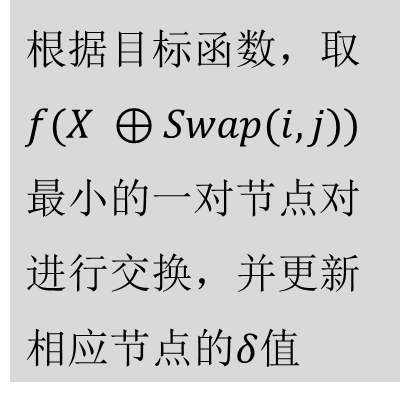 根据目标函数，取
f(X ⊕ Swap(i,j))
最小的一对节点对
进行交换，并更新
相应节点的δ值